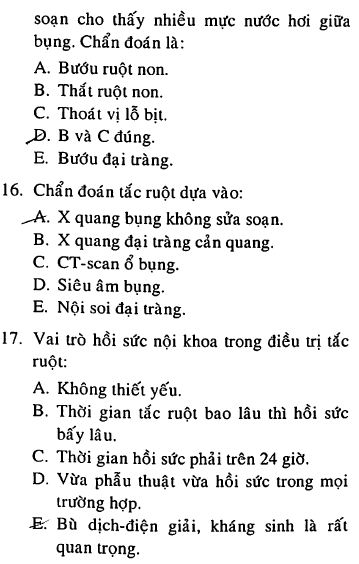 soạn cho thấy nhiều mực nước hơi giữa
bụng. Chẩn đoán là:
A. Bướu ruột non.
B. Thắt ruột non.
C. Thoát vị lỗ bịt.
D. B và C đúng.
E. Bướu đại tràng.
16. Chẩn đoán tắc ruột dựa vào:
A. X quang bụng không sửa soạn.
B. X quang đại tràng cản quang.
C. CT-scan ổ bụng.
D. Siêu âm bụng.
E. Nội soi đại tràng.
17. Vai trò hồi sức nội khoa trong điều trị tắc
ruột:
A. Không thiết yếu.
B. Thời gian tắc ruột bao lâu thì hồi sức
bấy lâu.
C. Thời gian hồi sức phải trên 24 giờ.
D. Vừa phẫu thuật vừa hồi sức trong mọi
trường hợp.
E. Bù dịch-điện giải, kháng sinh là rất
quan trọng.